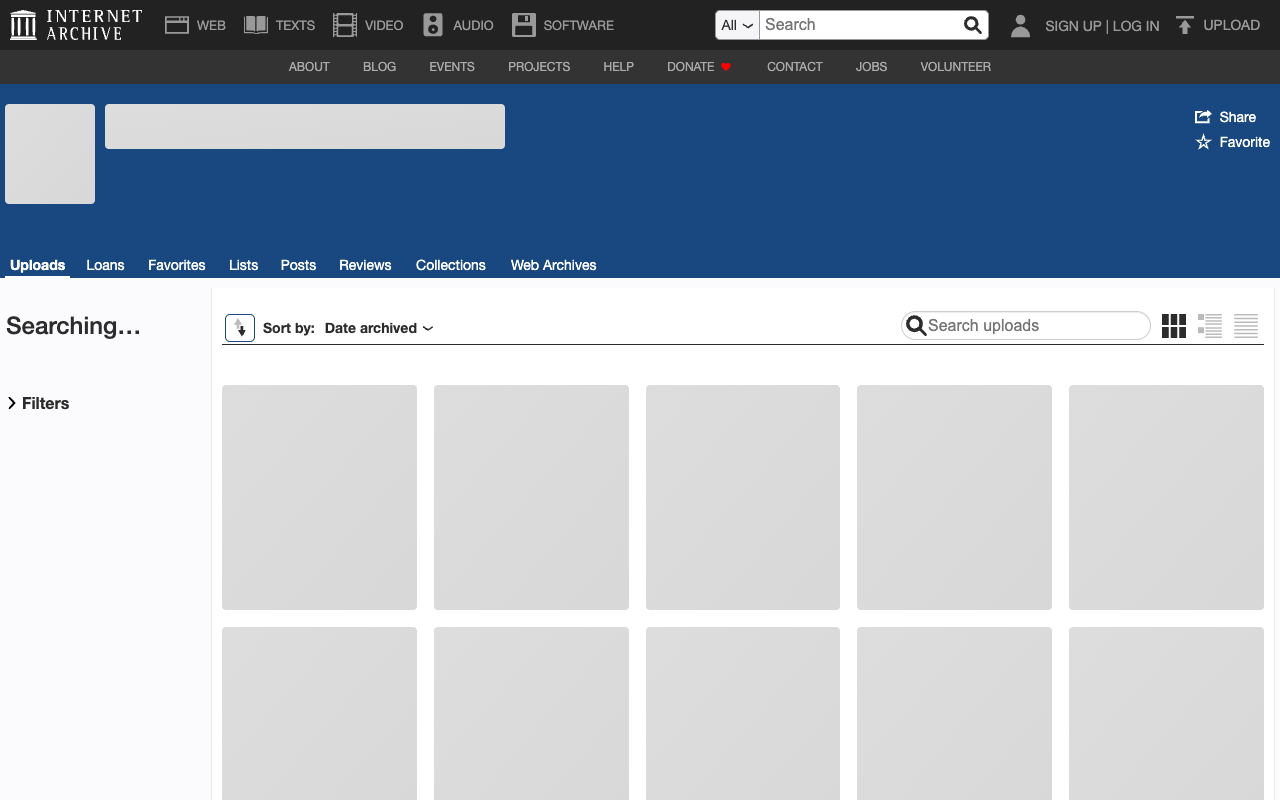 INTERNET ARCHIVE
WEB TEXTS VIDEO AUDIO SOFTWARE All Search SIGN UP | LOG IN UPLOAD
ABOUT BLOG EVENTS PROJECTS HELP DONATE CONTACT JOBS VOLUNTEER
Share
Favorite
Uploads Loans Favorites Lists Posts Reviews Collections Web Archives
Searching…
Sort by: Date archived Search uploads
Filters